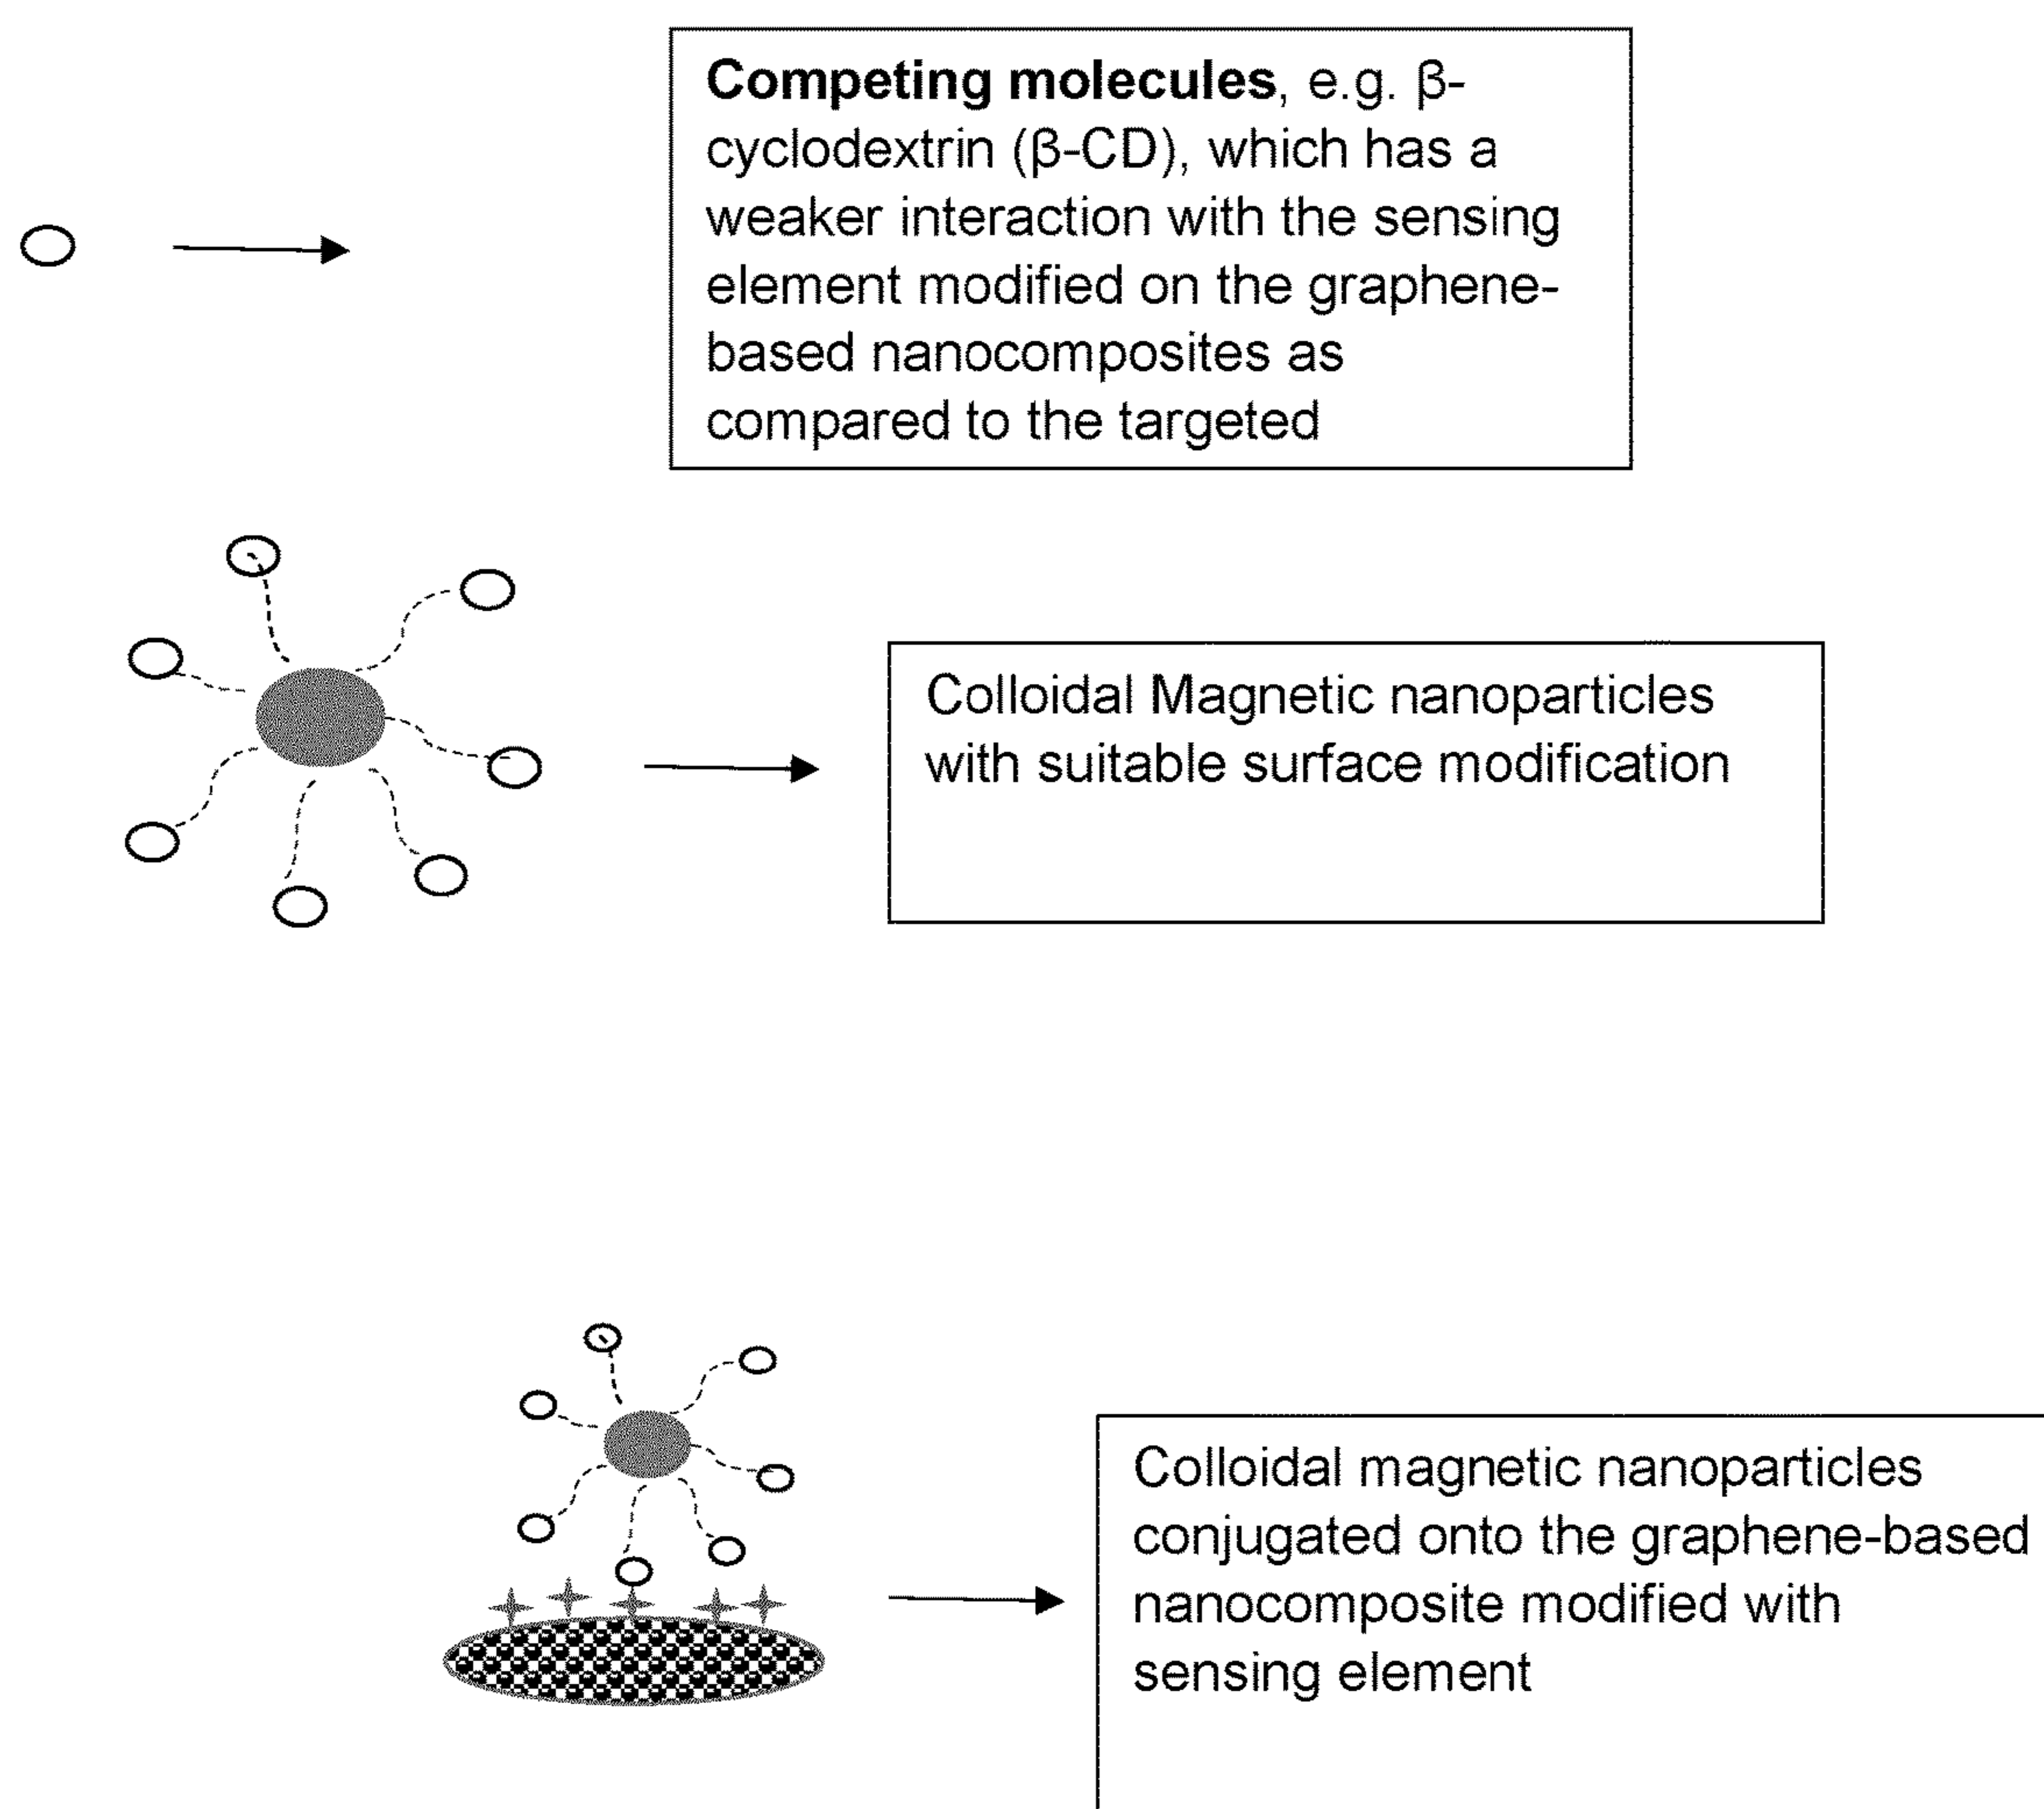 Competing molecules, e.g. β-
cyclodextrin (β-CD), which has a
weaker interaction with the sensing
element modified on the graphene-
based nanocomposites as
compared to the targeted
Colloidal Magnetic nanoparticles
with suitable surface modification
Colloidal magnetic nanoparticles
conjugated onto the graphene-based
nanocomposite modified with
sensing element